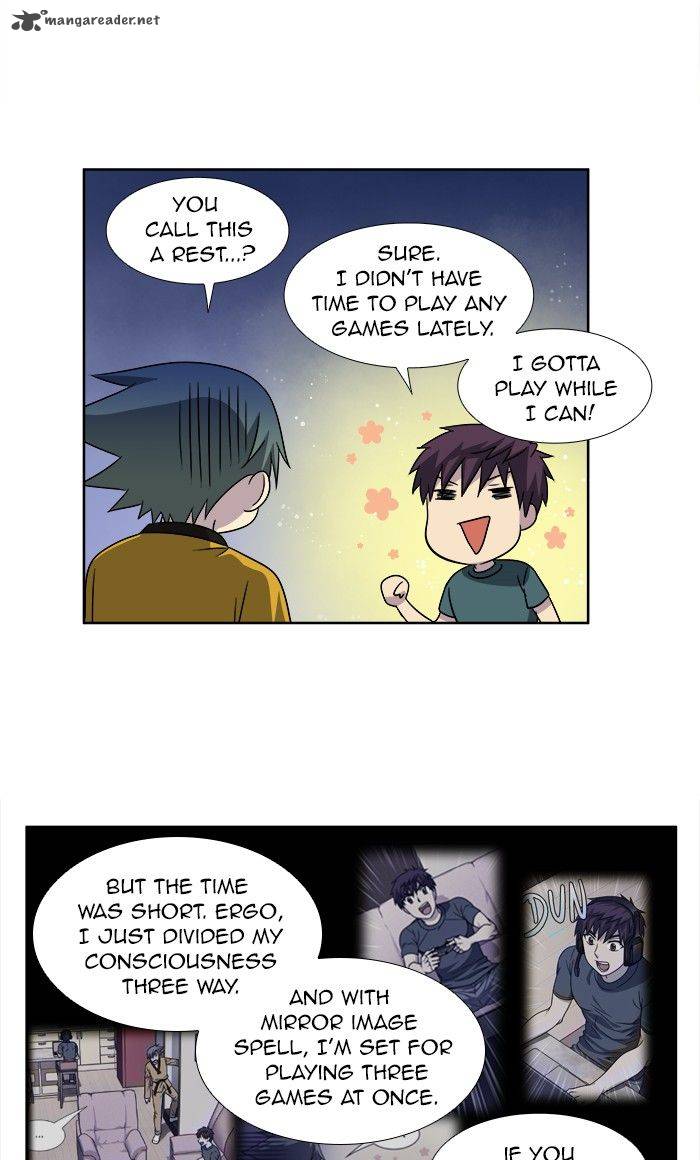 mangareader.net
YOU
CALL THIS
A REST...?
SURE.
I DIDN'T HAVE
TIME TO PLAY ANY
GAMES LATELY.
I GOTTA
PLAY WHILE
I CAN!
BUT THE TIME
WAS SHORT. ERGO,
I JUST DIVIDED MY
CONSCIOUSNESS
THREE WAY.
DUN
AND WITH
MIRROR IMAGE
SPELL, I'M SET FOR
PLAYING THREE
GAMES AT ONCE.
...
IF YOU